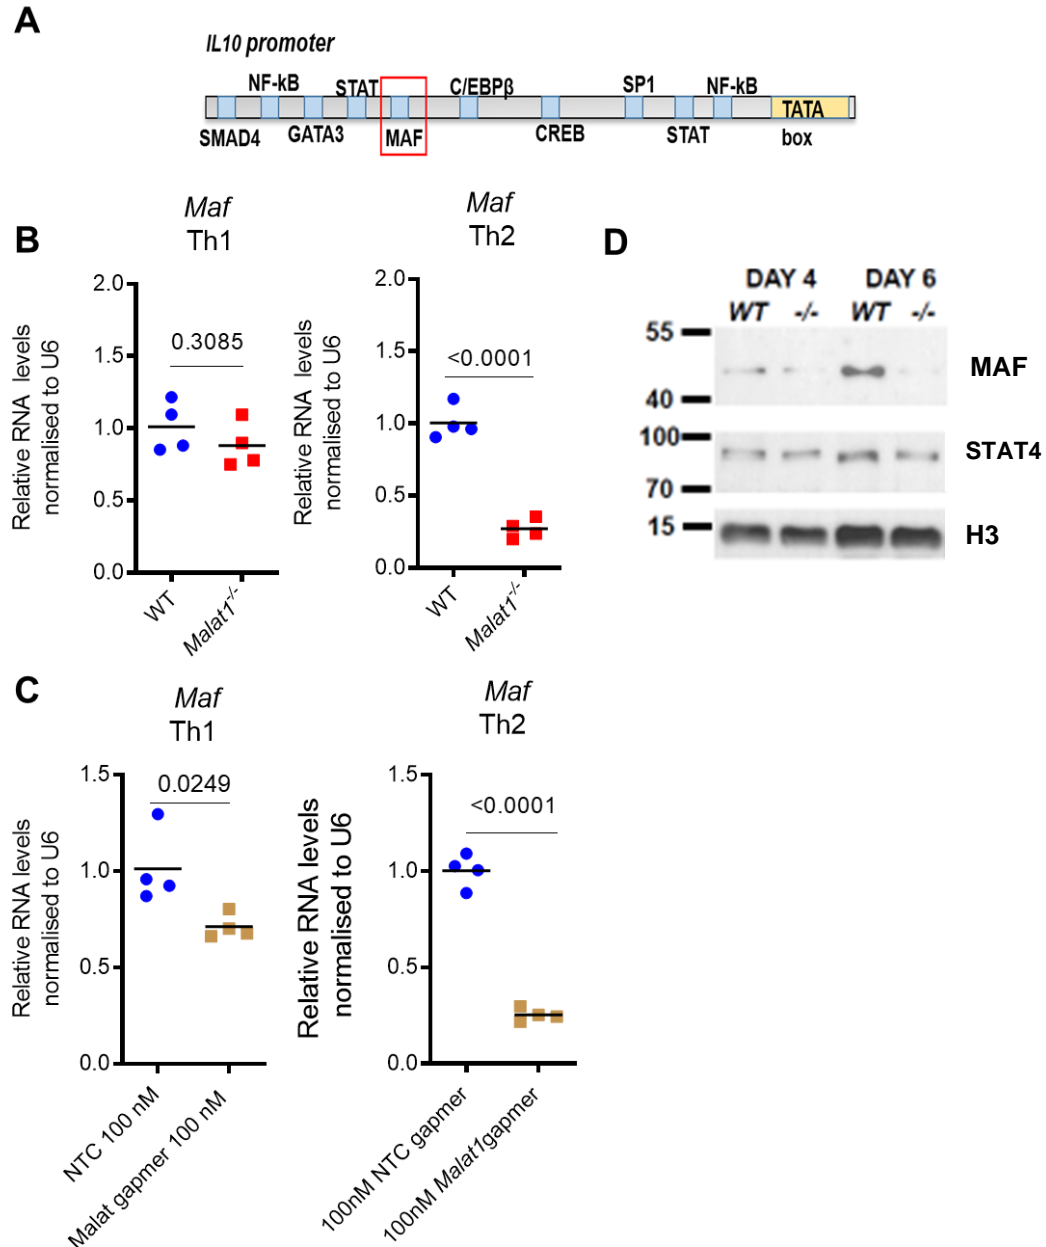 A
IL10 promoter
NF-kB STAT C/EBPβ SP1 NF-kB
TATA
SMAD4 GATA3 MAF CREB STAT box
B
Maf
Th1
2.0
1.5
1.0
0.5
0.0
Relative RNA levels
normalised to U6
0.3085
WT
Malat1-/-
Maf
Th2
2.0
1.5
1.0
0.5
0.0
Relative RNA levels
normalised to U6
<0.0001
WT
Malat1-/-
D
DAY 4 DAY 6
WT -/- WT -/-
55
40
MAF
100
70
STAT4
15
H3
C
Maf
Th1
1.5
1.0
0.5
0.0
Relative RNA levels
normalised to U6
0.0249
NTC 100 nM
Malat gapmer 100 nM
Maf
Th2
1.5
1.0
0.5
0.0
Relative RNA levels
normalised to U6
<0.0001
100nM NTC gapmer
100nM Malat1gapmer